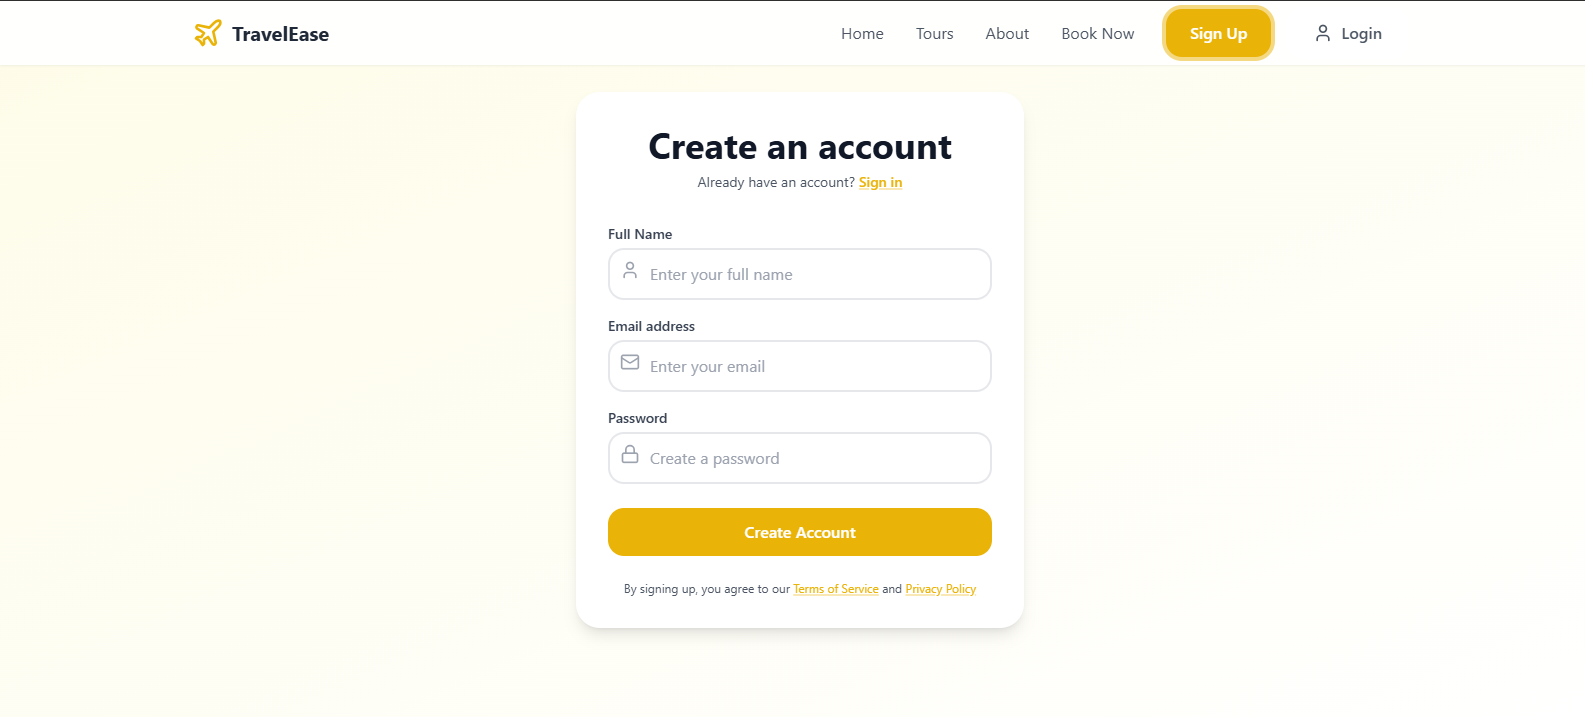 TravelEase
Home
Tours
About
Book Now
Sign Up
Login
Create an account
Already have an account? Sign in
Full Name
Enter your full name
Email address
Enter your email
Password
Create a password
Create Account
By signing up, you agree to our Terms of Service and Privacy Policy